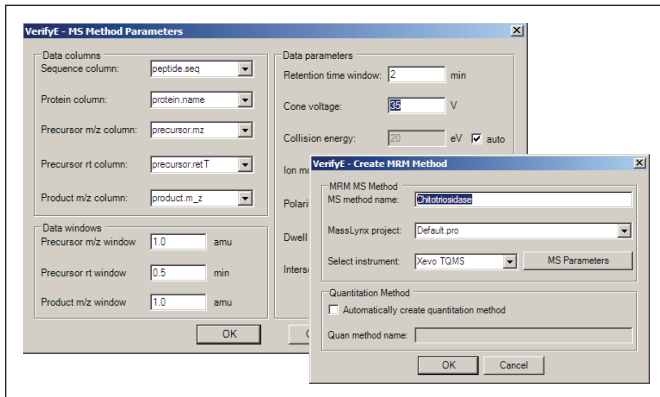 VerifyE - MS Method Parameters
Data columns
Sequence column: peptide.seq
Protein column: protein.name
Precursor m/z column: precursor.mz
Precursor rt column: precursor.retT
Product m/z column: product.m_z
Data windows
Precursor m/z window 1.0 amu
Precursor rt window 0.5 min
Product m/z window 1.0 amu
Data parameters
Retention time window: 2 min
Cone voltage: 35 V
Collision energy: 20 eV auto
Ion mo
Polari
Dwell
Inters
OK
VerifyE - Create MRM Method
MRM MS Method
MS method name: Chitotriosidase
MassLynx project: Default.pro
Select instrument: Xevo TQMS MS Parameters
Quantitation Method
Automatically create quantitation method
Quan method name:
OK Cancel